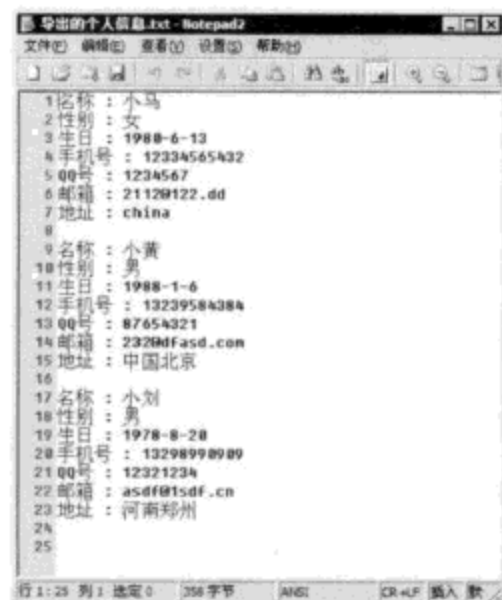 导出的个人信息.txt - Notepad2
文件(F) 编辑(E) 查看(V) 设置(S) 帮助(H)
1 名称 : 小马
2 性别 : 女
3 生日 : 1980-6-13
4 手机号 : 12334565432
5 QQ号 : 1234567
6 邮箱 : 2112@122.dd
7 地址 : china
8
9 名称 : 小黄
10 性别 : 男
11 生日 : 1988-1-6
12 手机号 : 13239584384
13 QQ号 : 87654321
14 邮箱 : 232@dfasd.com
15 地址 : 中国北京
16
17 名称 : 小刘
18 性别 : 男
19 生日 : 1978-8-20
20 手机号 : 13298990909
21 QQ号 : 12321234
22 邮箱 : asdf@1sdf.cn
23 地址 : 河南郑州
24
25
行 1:25 列 1 选定 0 358 字节 ANSI CR+LF 插入 默